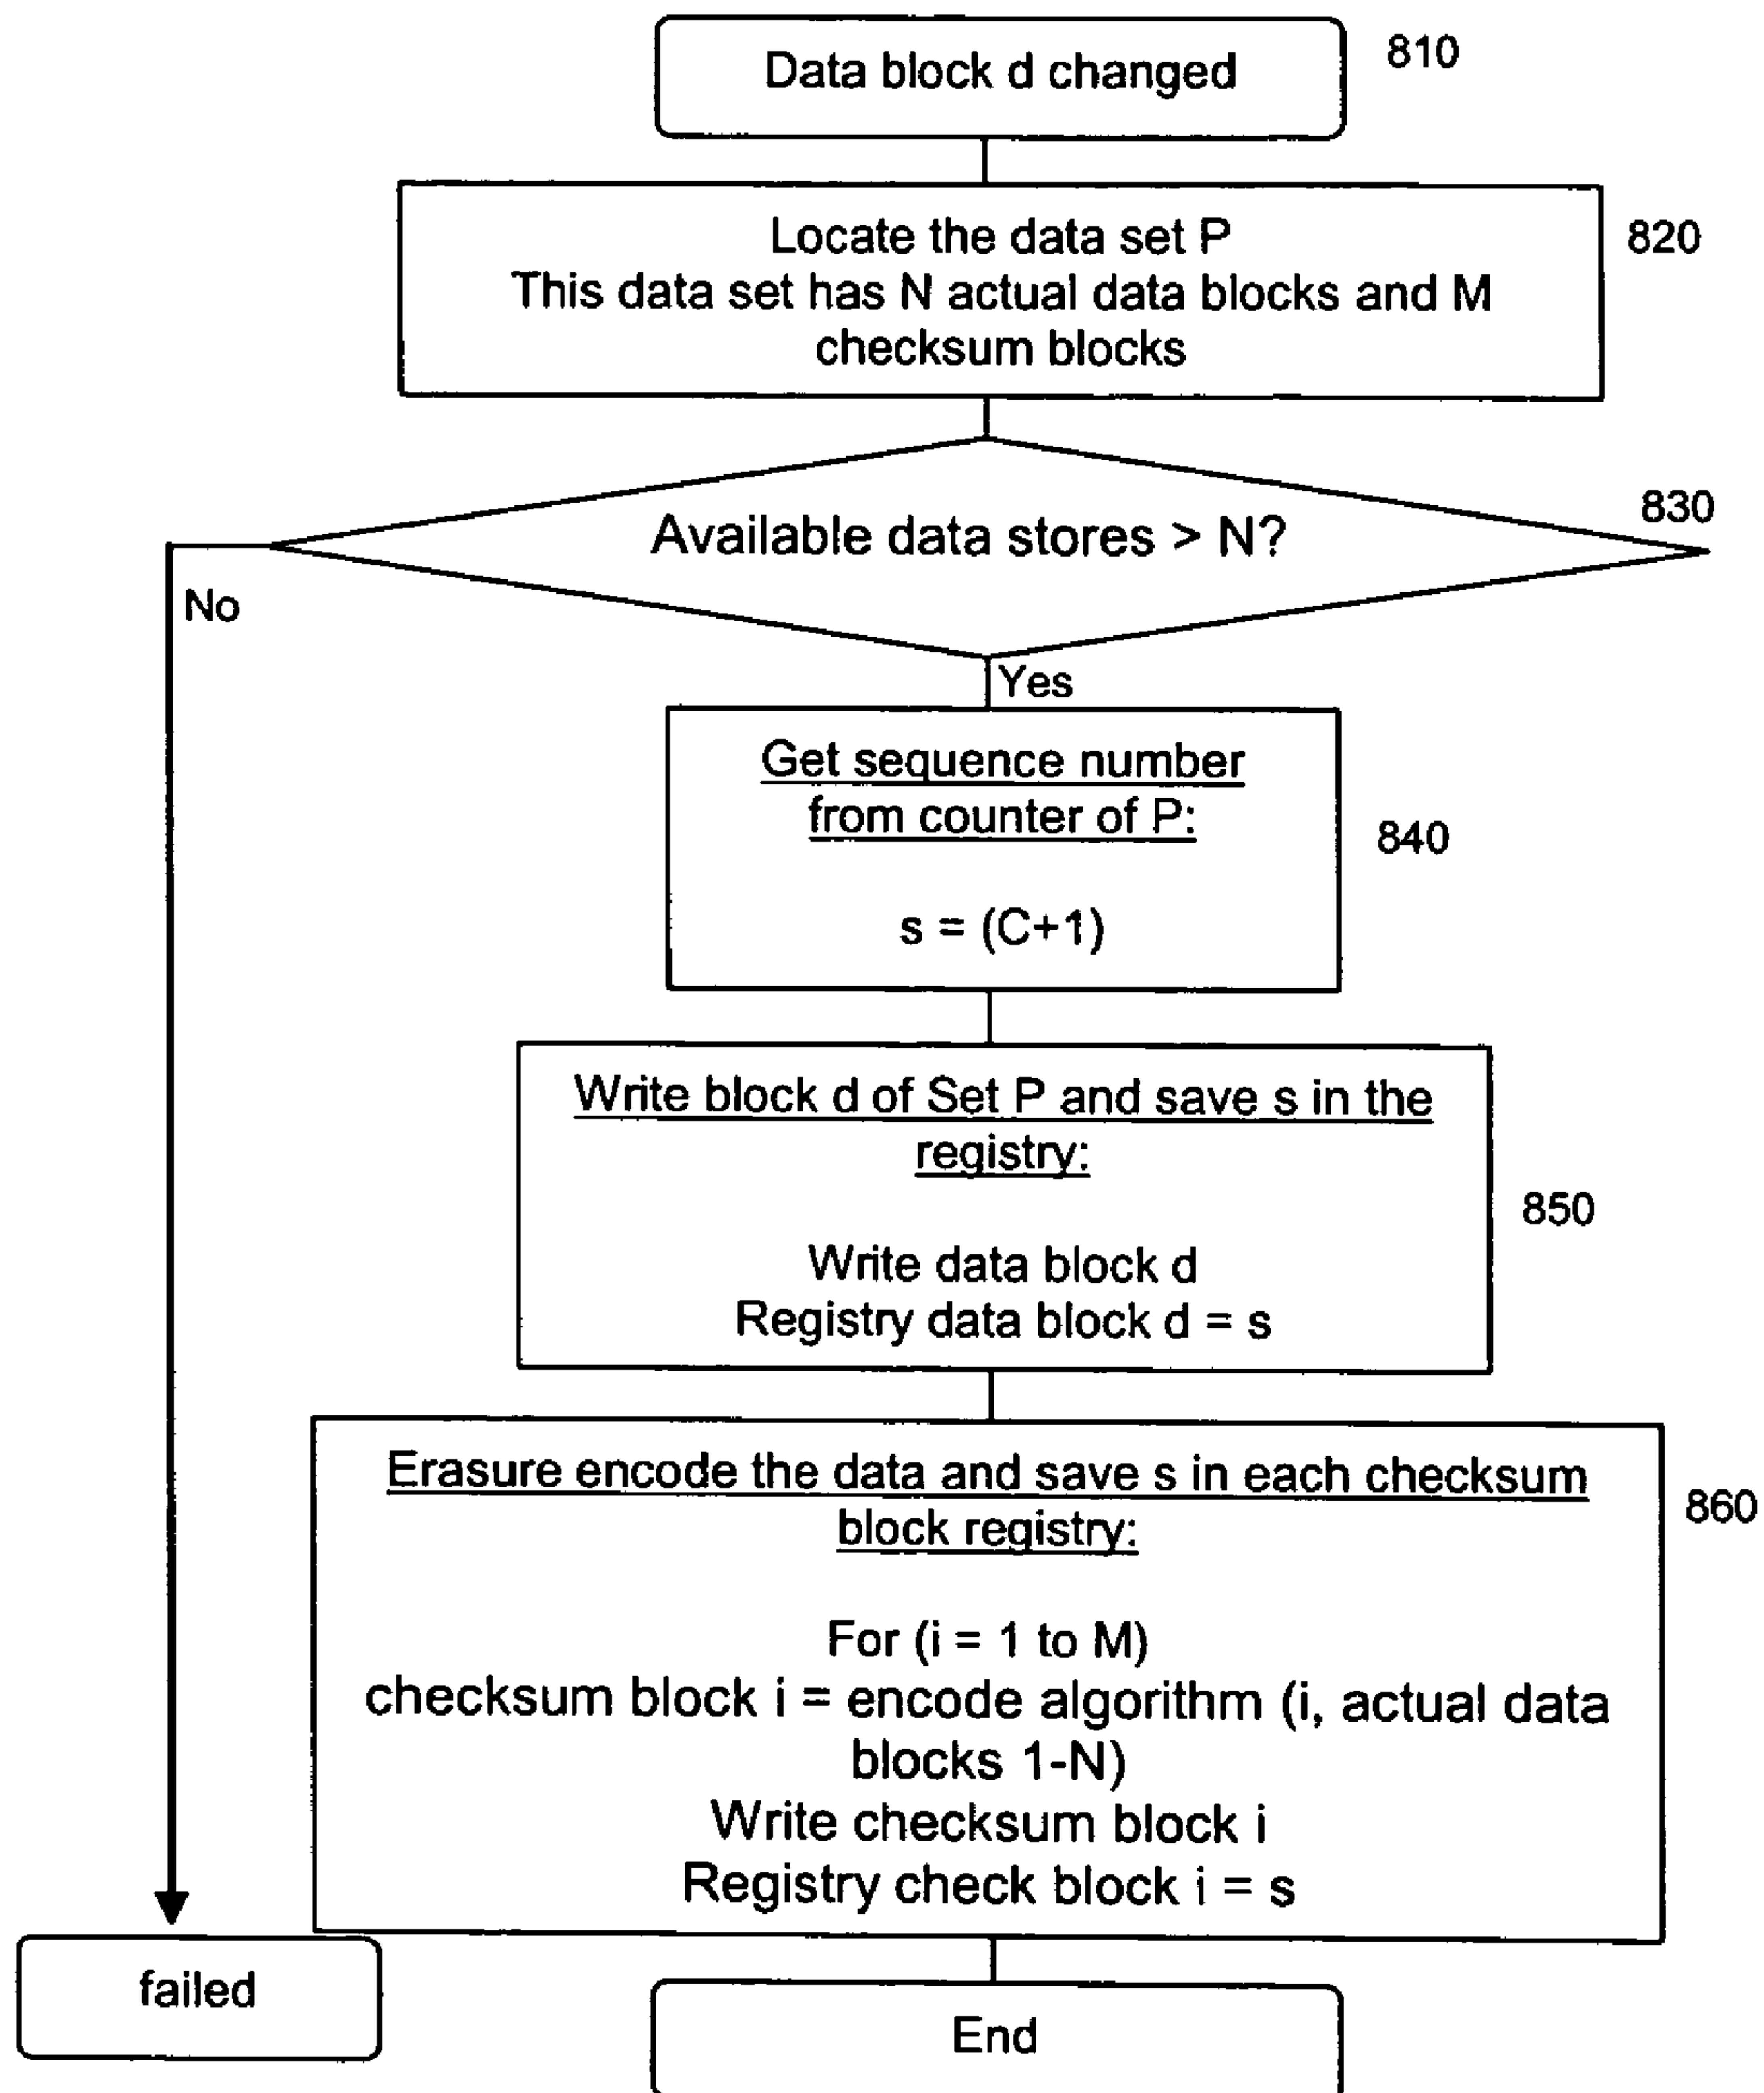 Data block d changed
810
Locate the data set P
This data set has N actual data blocks and M
checksum blocks
820
Available data stores > N?
830
No
Yes
Get sequence number
from counter of P:
s = (C+1)
840
Write block d of Set P and save s in the
registry:
Write data block d
Registry data block d = s
850
Erasure encode the data and save s in each checksum
block registry:
For (i = 1 to M)
checksum block i = encode algorithm (i, actual data
blocks 1-N)
Write checksum block i
Registry check block i = s
860
failed
End